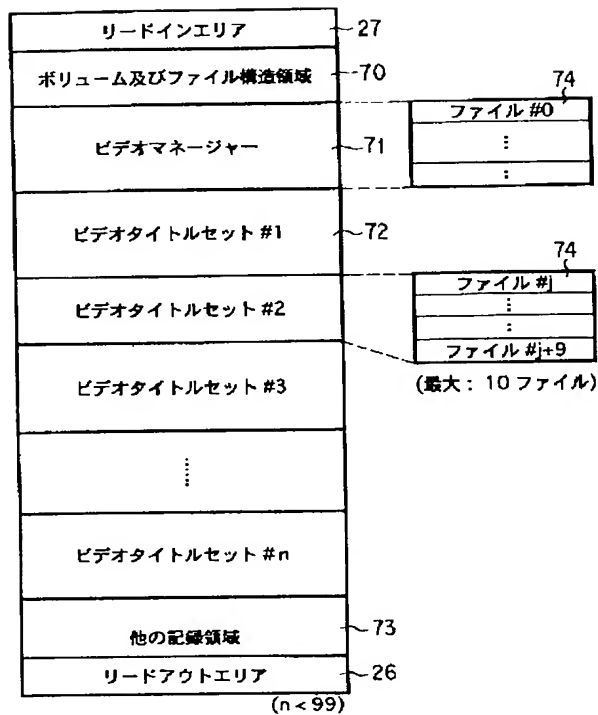 リードインエリア 27
ボリューム及びファイル構造領域 70
ビデオマネージャー 71
74
ファイル #0
⋮
:
ビデオタイトルセット #1 72
ビデオタイトルセット #2
74
ファイル #j
⋮
:
ファイル #j+9
(最大 : 10 ファイル)
ビデオタイトルセット #3
⋮
ビデオタイトルセット #n
他の記録領域 73
リードアウトエリア 26
(n < 99)